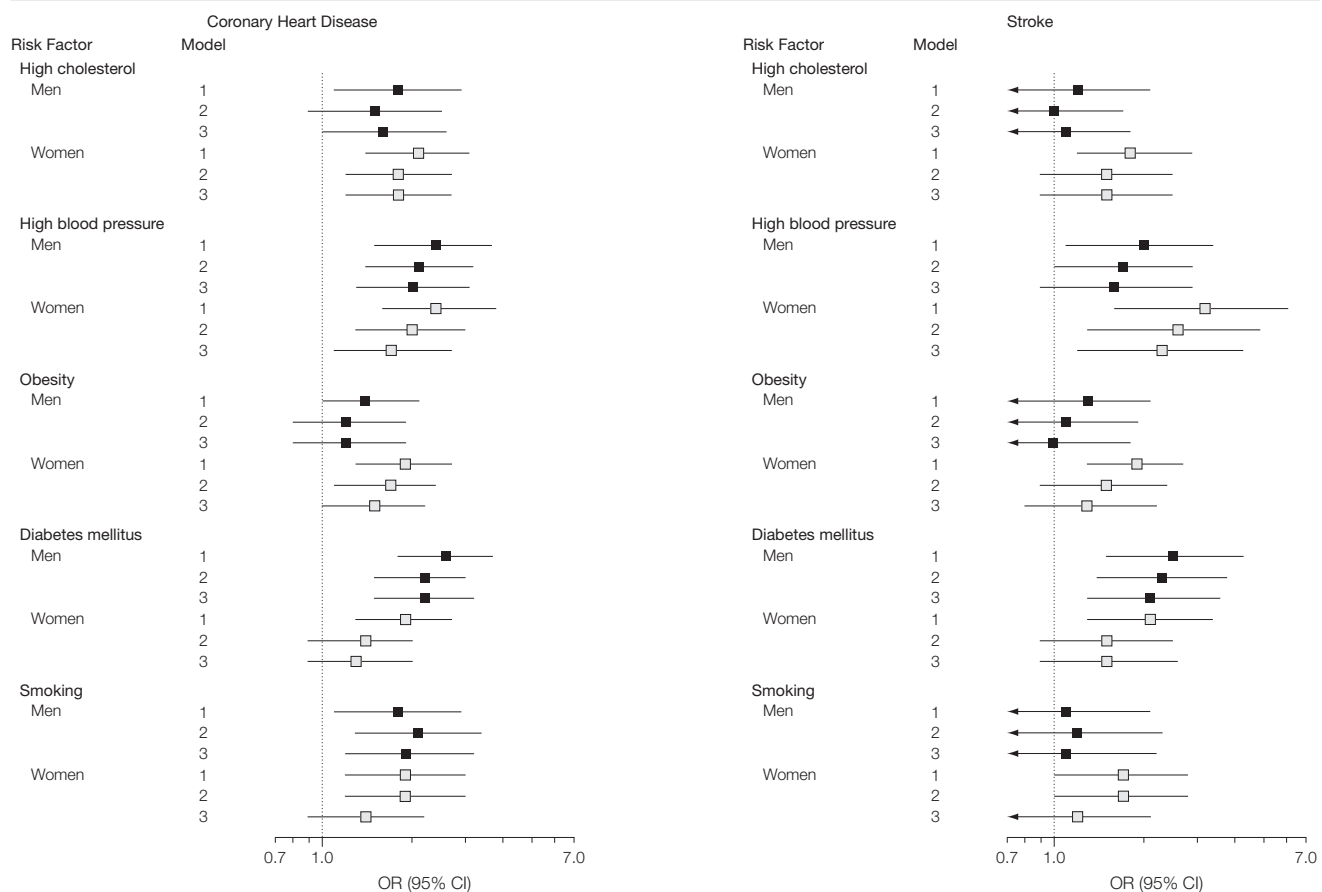 Coronary Heart Disease
Risk Factor Model
High cholesterol
Men 1
2
3
Women 1
2
3
High blood pressure
Men 1
2
3
Women 1
2
3
Obesity
Men 1
2
3
Women 1
2
3
Diabetes mellitus
Men 1
2
3
Women 1
2
3
Smoking
Men 1
2
3
Women 1
2
3
0.7 1.0 7.0
OR (95% CI)
Stroke
Risk Factor Model
High cholesterol
Men 1
2
3
Women 1
2
3
High blood pressure
Men 1
2
3
Women 1
2
3
Obesity
Men 1
2
3
Women 1
2
3
Diabetes mellitus
Men 1
2
3
Women 1
2
3
Smoking
Men 1
2
3
Women 1
2
3
0.7 1.0 7.0
OR (95% CI)